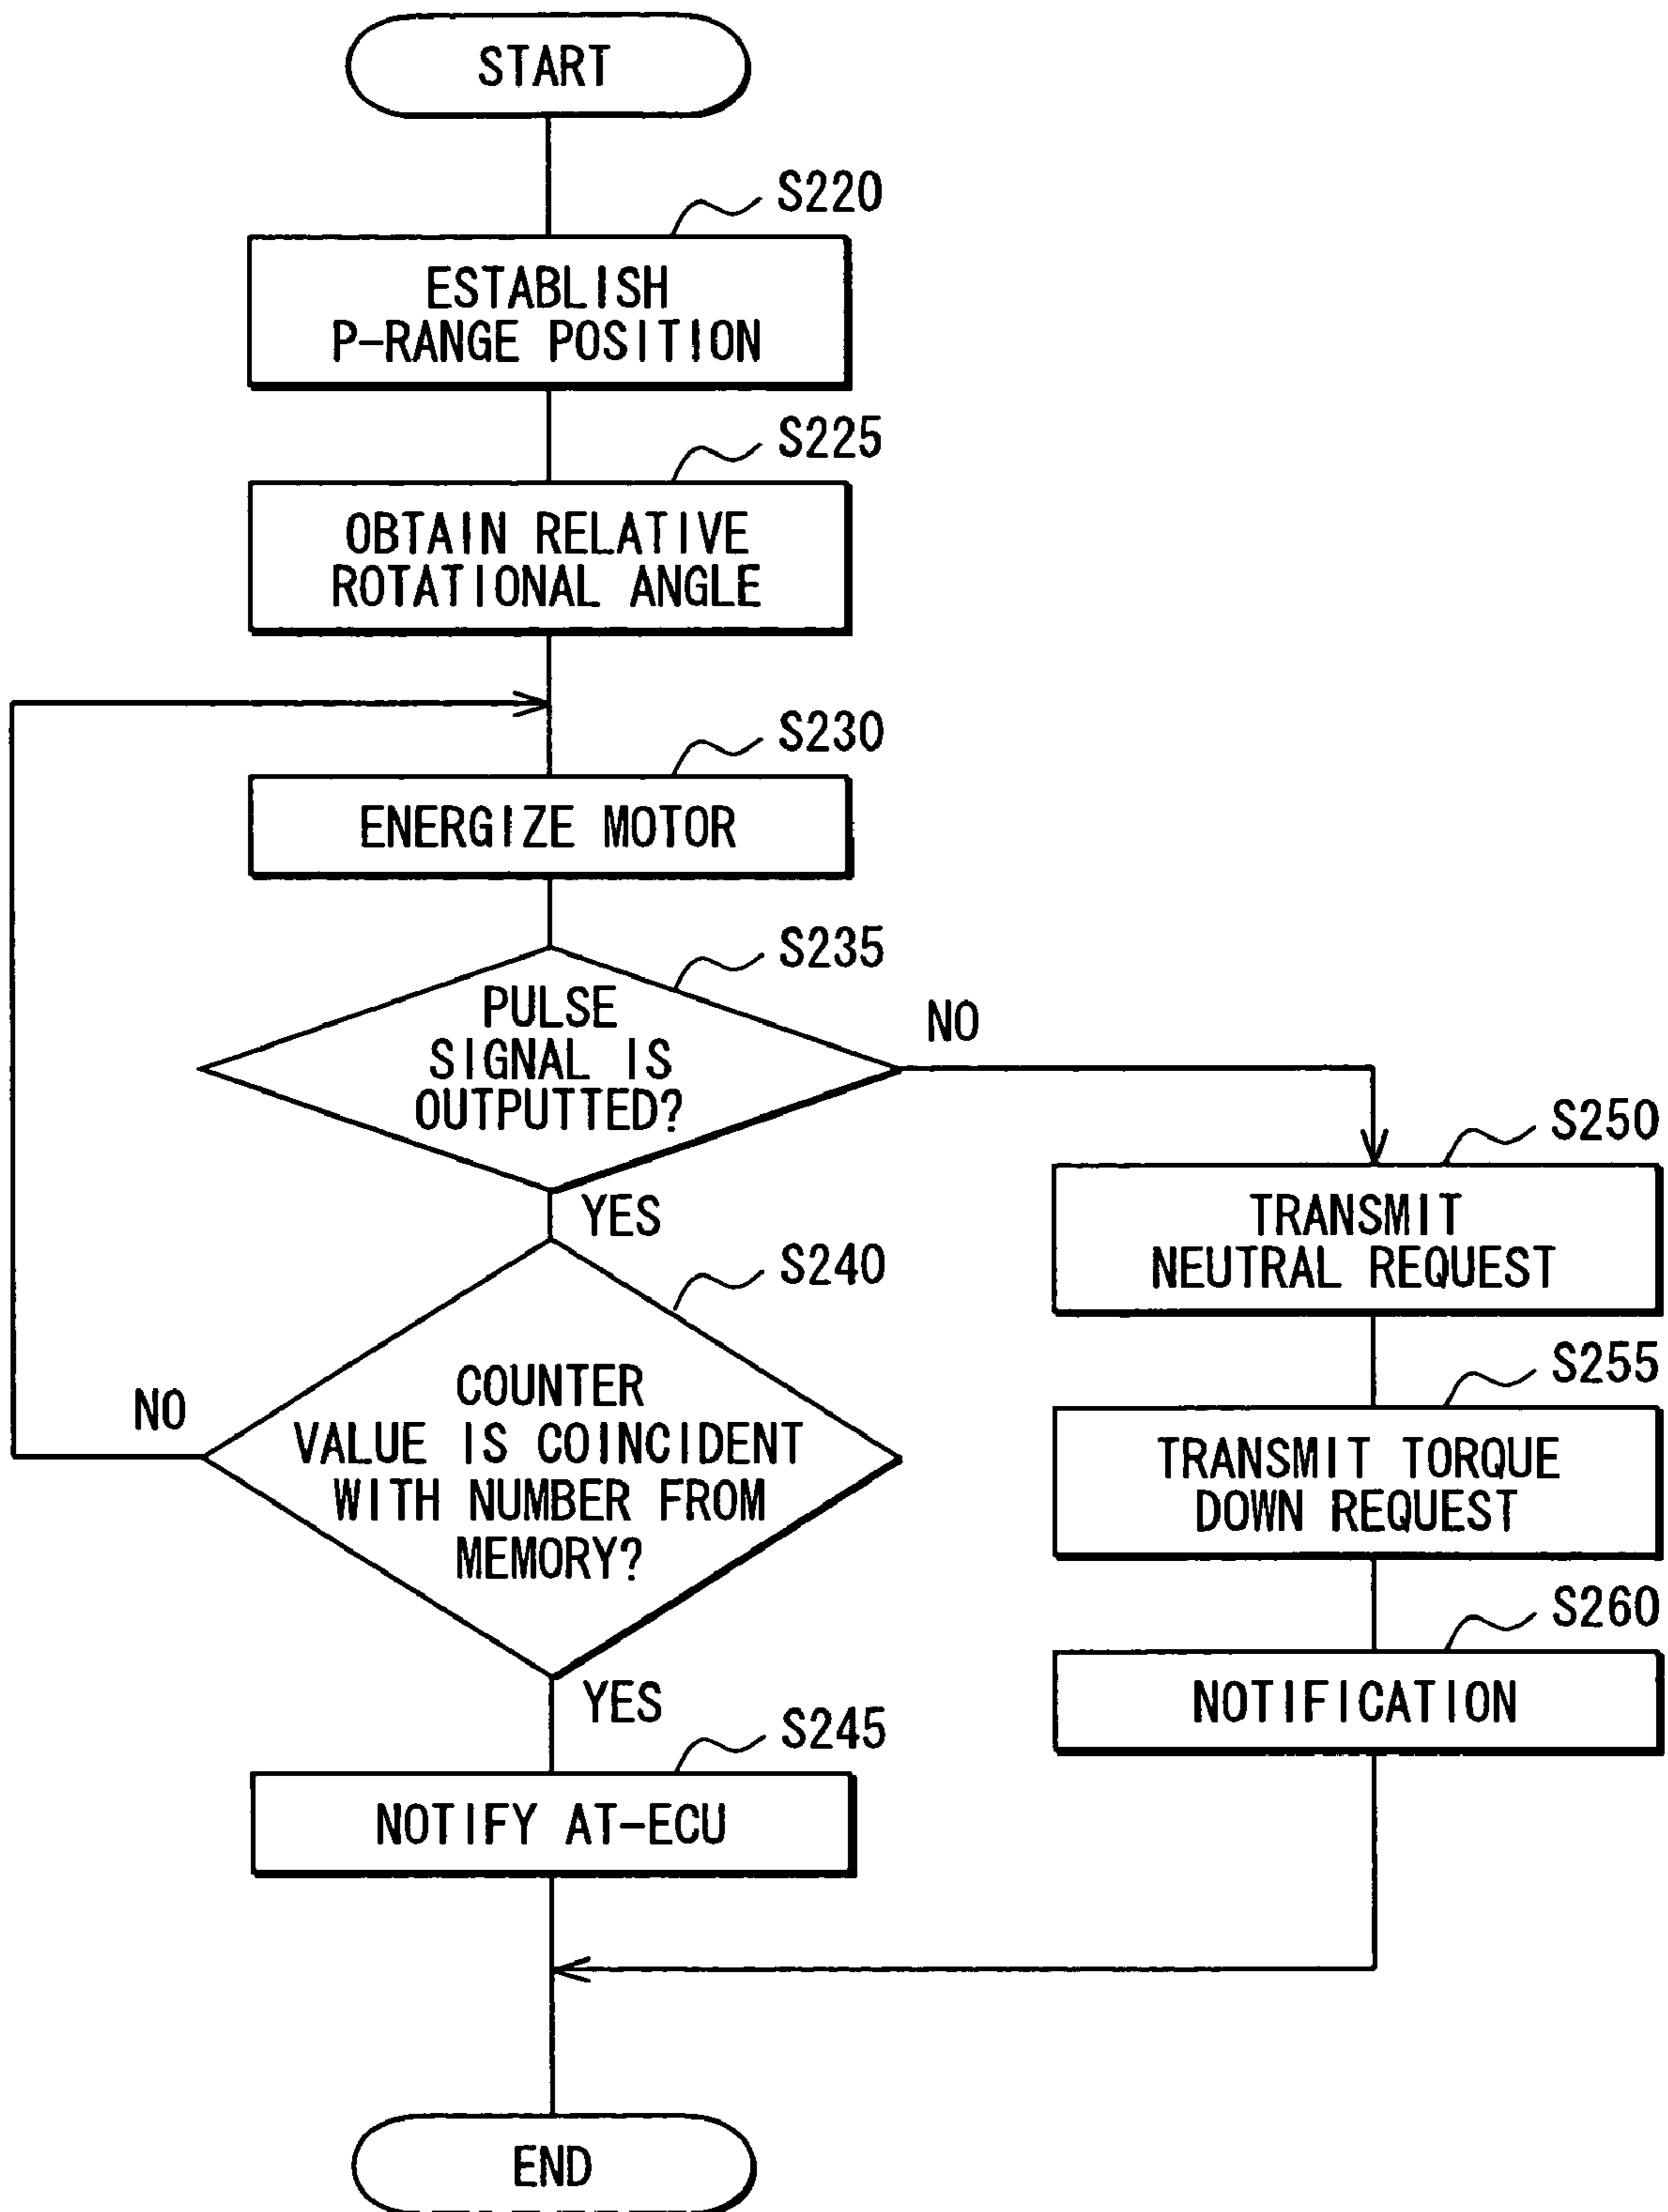 START
S220
ESTABLISH
P-RANGE POSITION
S225
OBTAIN RELATIVE
ROTATIONAL ANGLE
S230
ENERGIZE MOTOR
S235
PULSE
SIGNAL IS
OUTPUTTED?
NO
YES
S240
COUNTER
VALUE IS COINCIDENT
WITH NUMBER FROM
MEMORY?
NO
YES
S245
NOTIFY AT-ECU
S250
TRANSMIT
NEUTRAL REQUEST
S255
TRANSMIT TORQUE
DOWN REQUEST
S260
NOTIFICATION
END